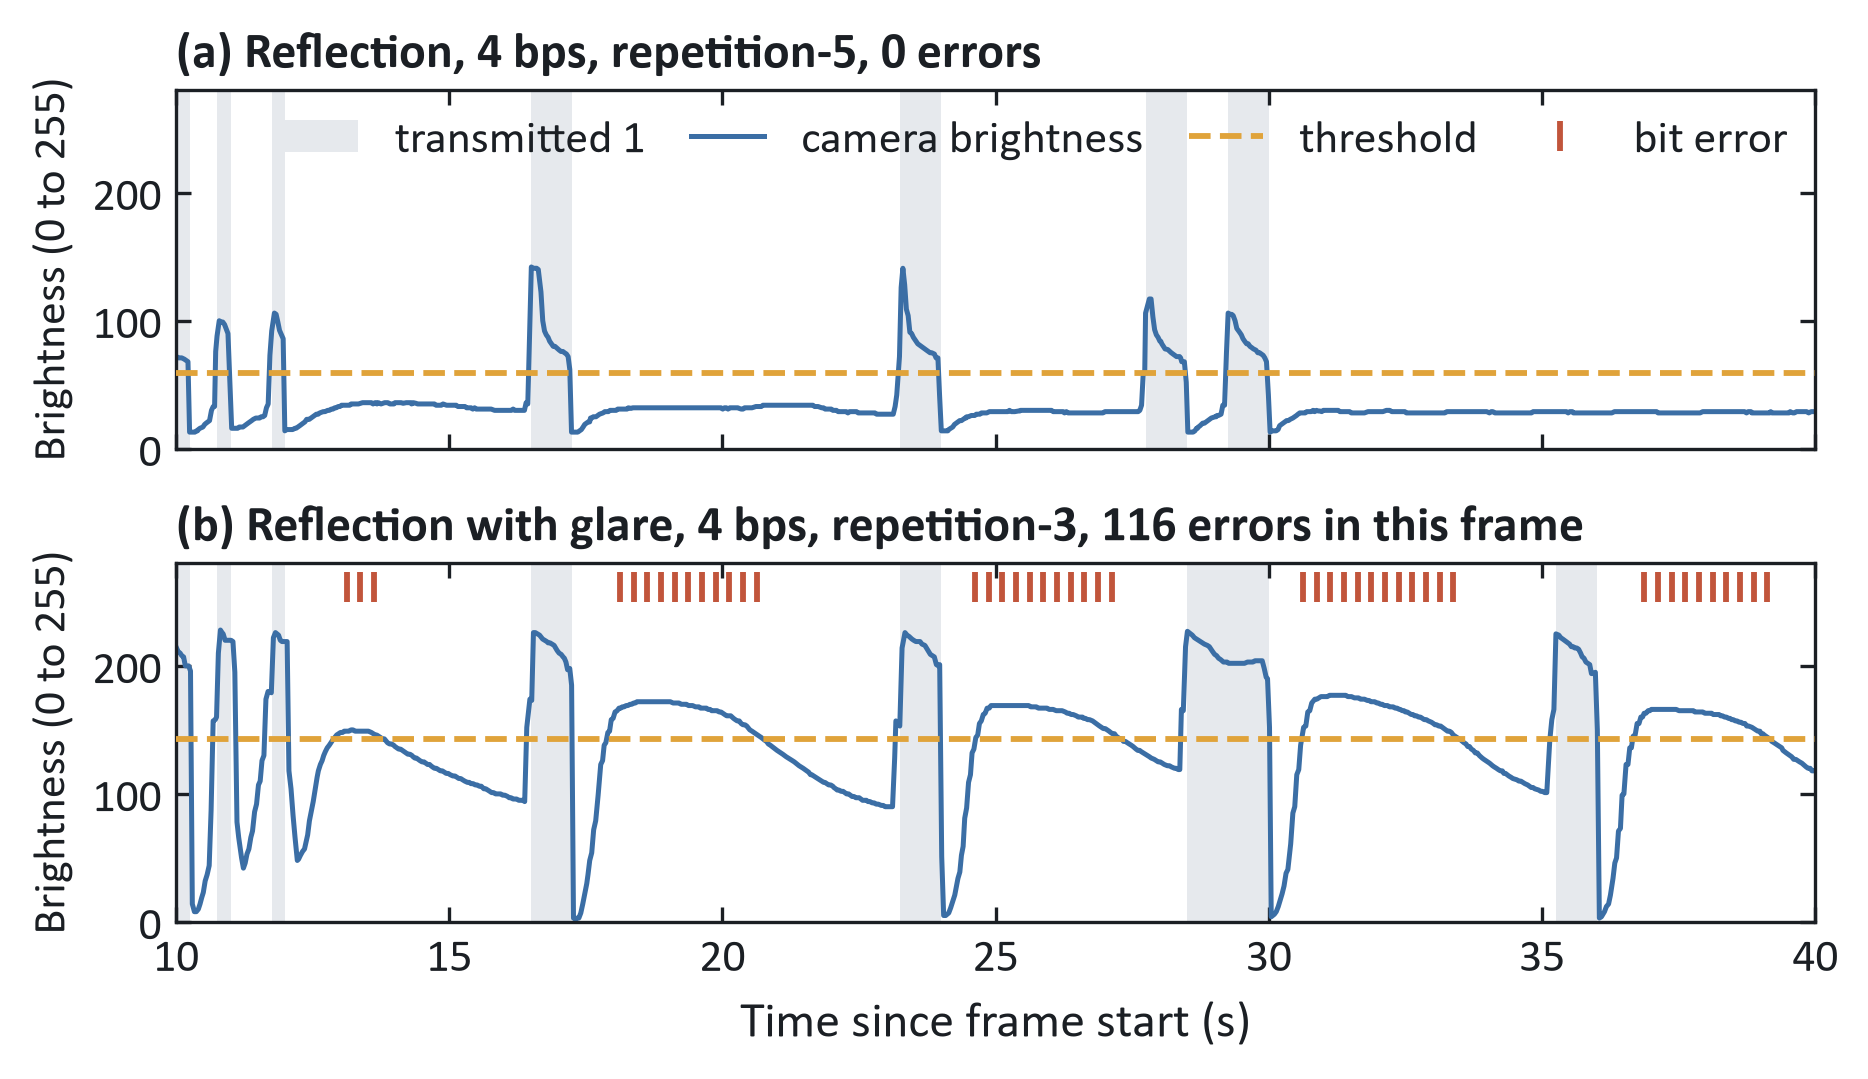 (a) Reflection, 4 bps, repetition-5, 0 errors
Brightness (0 to 255)
transmitted 1
camera brightness
threshold
bit error
200
100
0
(b) Reflection with glare, 4 bps, repetition-3, 116 errors in this frame
Brightness (0 to 255)
200
100
0
10 15 20 25 30 35 40
Time since frame start (s)